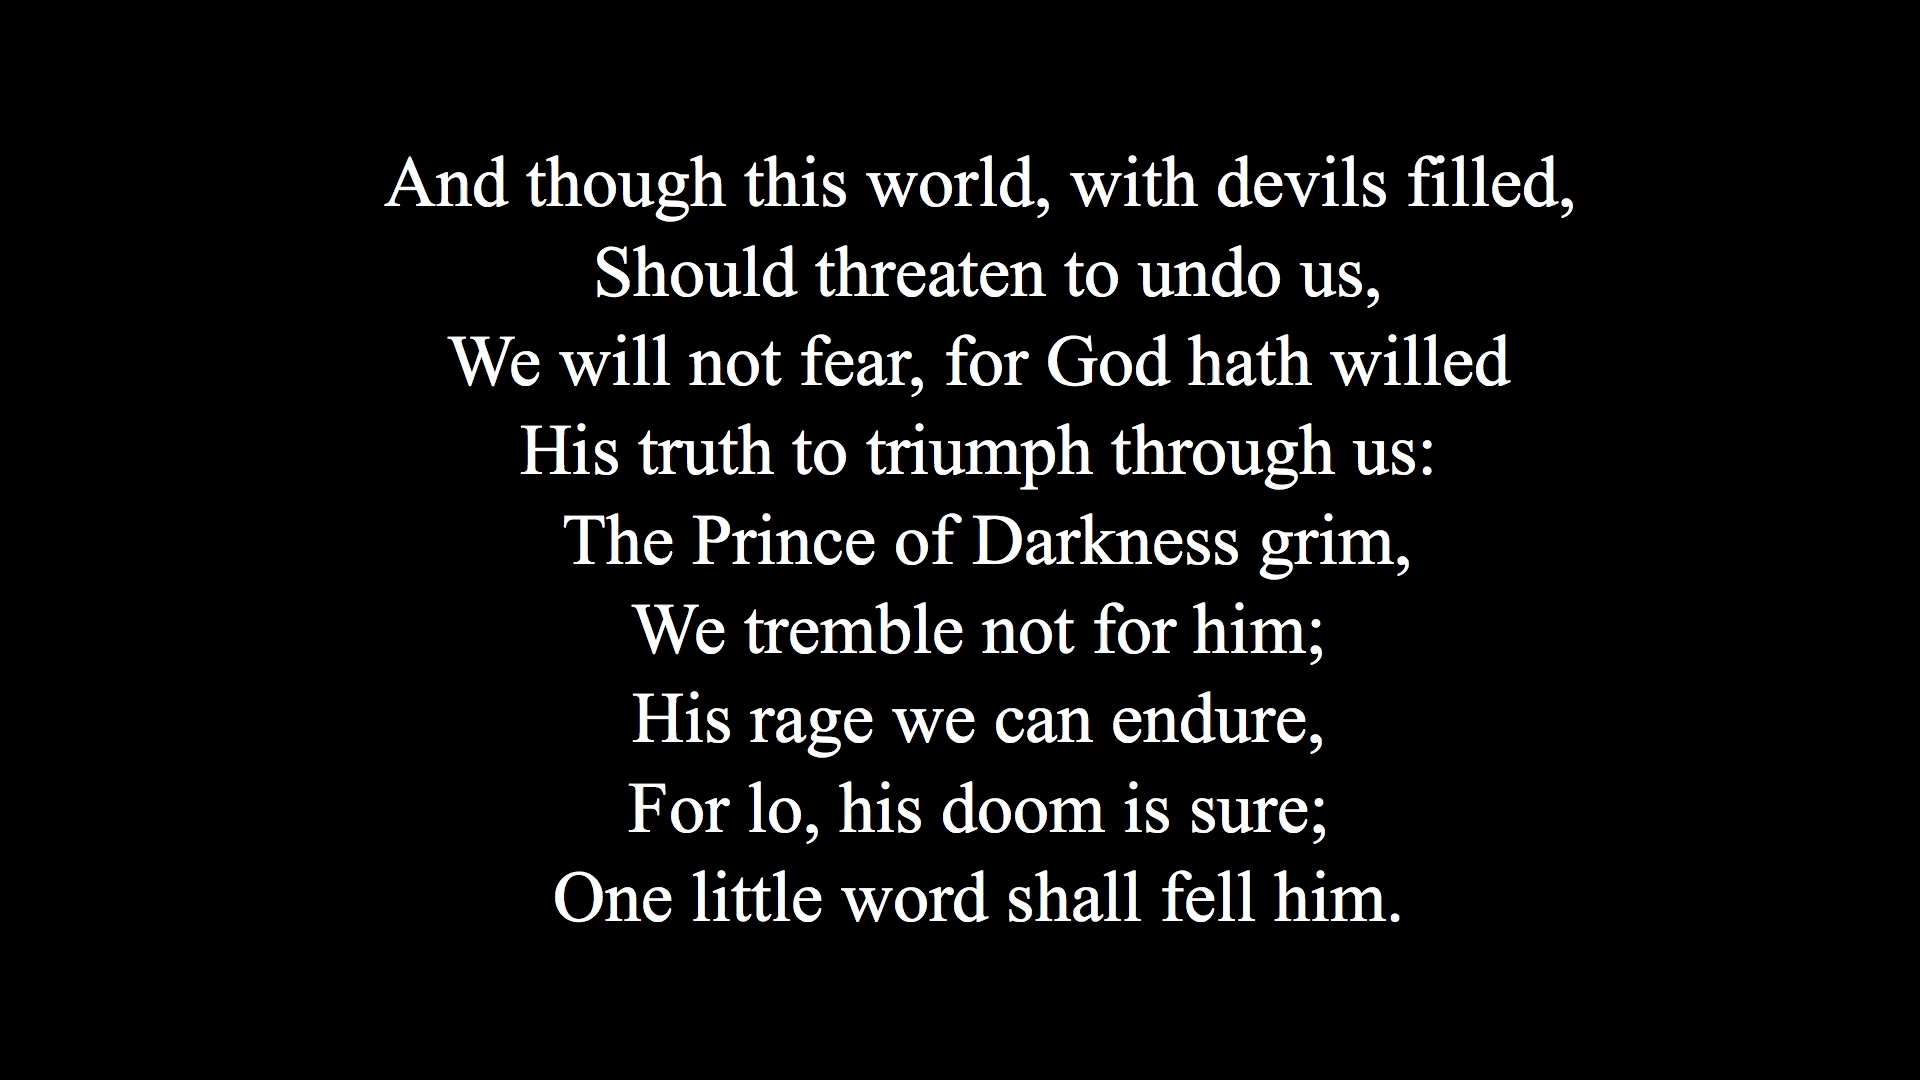 And though this world, with devils filled,
Should threaten to undo us,
We will not fear, for God hath willed
His truth to triumph through us:
The Prince of Darkness grim,
We tremble not for him;
His rage we can endure,
For lo, his doom is sure;
One little word shall fell him.